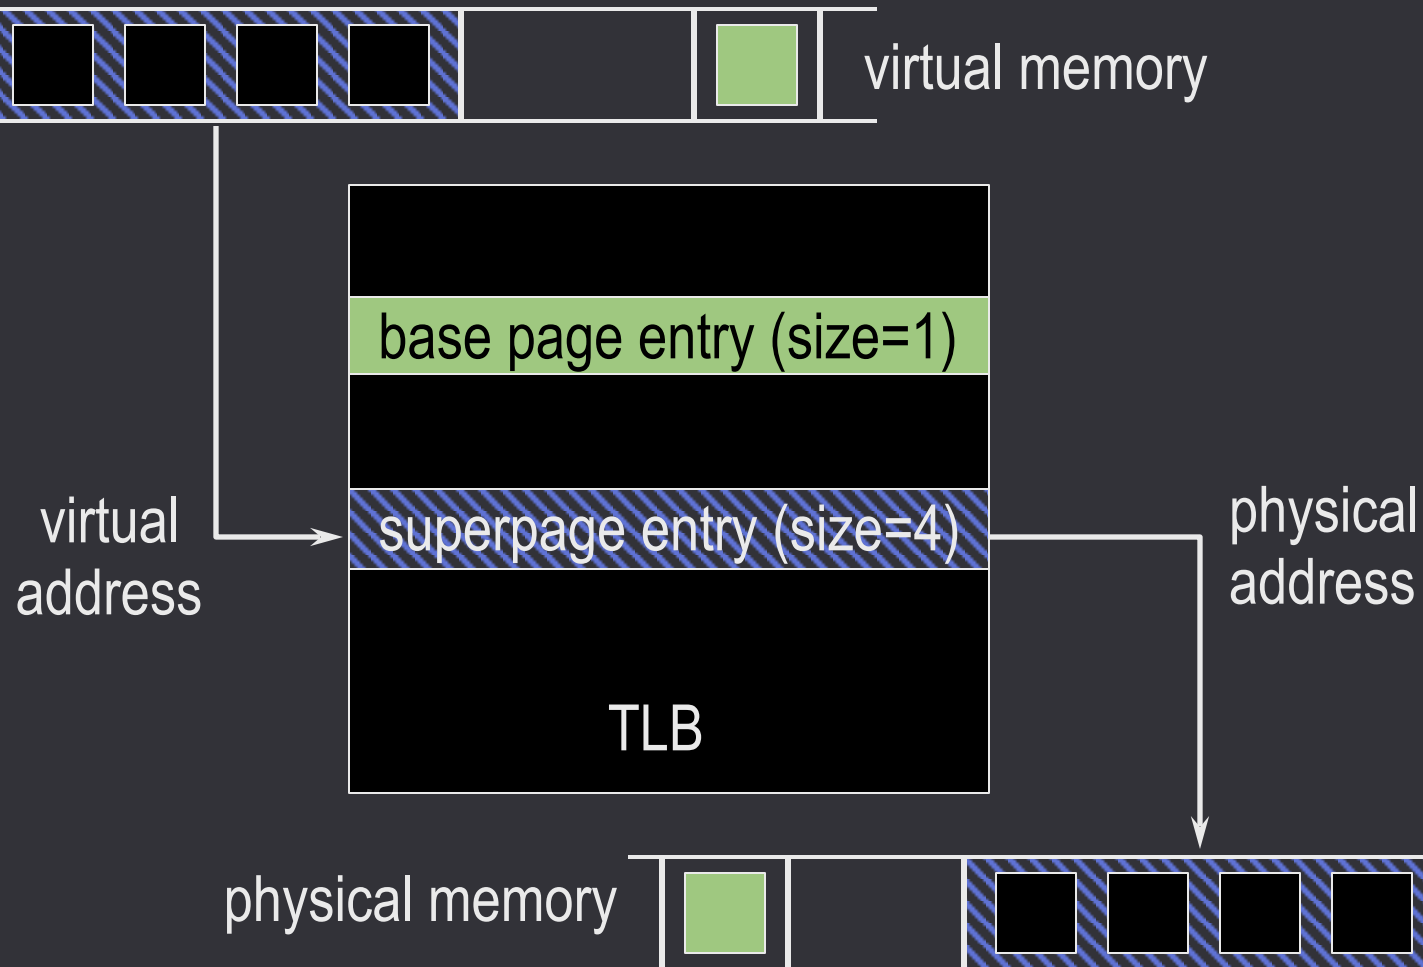 virtual memory
base page entry (size=1)
superpage entry (size=4)
virtual
address
physical
address
TLB
physical memory